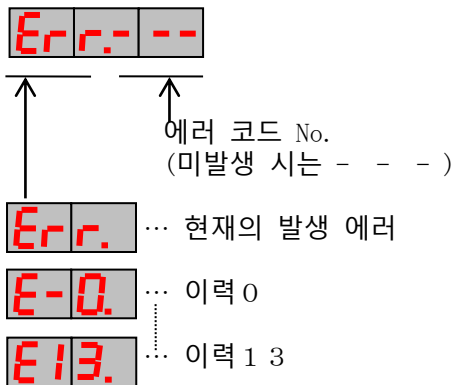 Err.- --
에러 코드 No.
(미발생 시는 - - - )
Err. … 현재의 발생 에러
E-0. … 이력0
E13. … 이력1 3